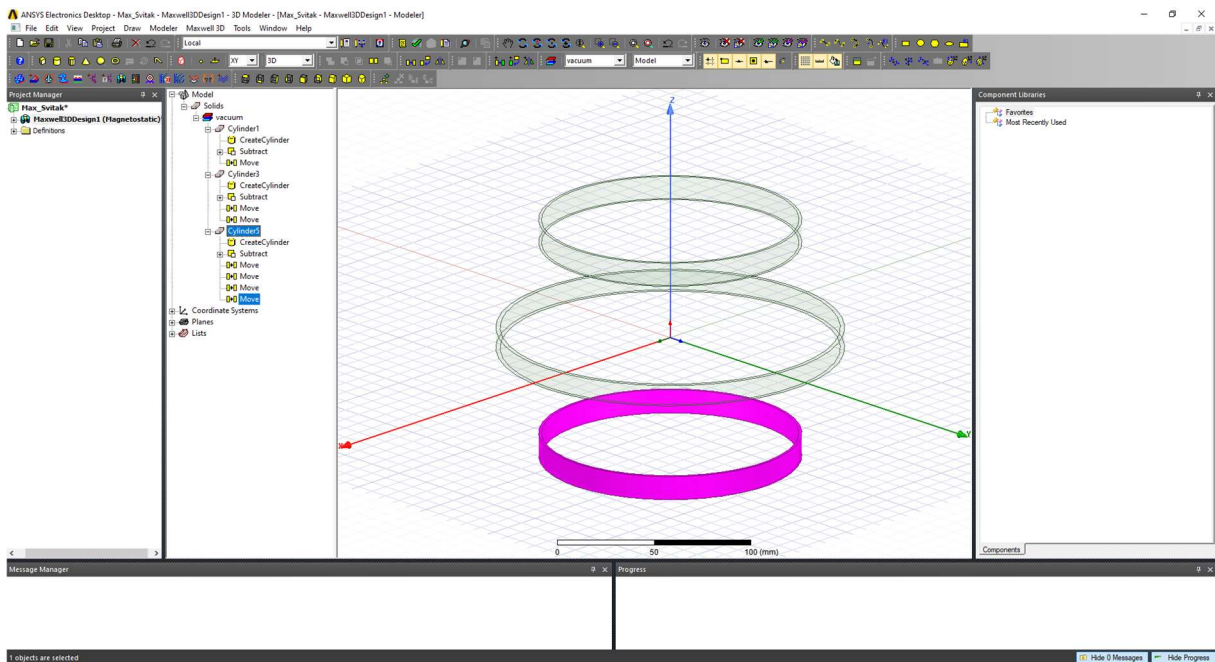 ANSYS Electronics Desktop - Max_Svitak - Maxwell3DDesign1 - 3D Modeler - [Max_Svitak - Maxwell3DDesign1 - Modeler]
File Edit View Project Draw Modeler Maxwell 3D Tools Window Help
Local
XY 3D vacuum Model
Project Manager
Max_Svitak*
Maxwell3DDesign1 (Magnetostatic)*
Definitions
Model
Solids
vacuum
Cylinder1
CreateCylinder
Subtract
Move
Cylinder3
CreateCylinder
Subtract
Move
Move
Cylinder5
CreateCylinder
Subtract
Move
Move
Move
Move
Coordinate Systems
Planes
Lists
Z
X
Y
0 50 100 (mm)
Component Libraries
Favorites
Most Recently Used
Components
Message Manager
Progress
1 objects are selected
Hide 0 Messages Hide Progress